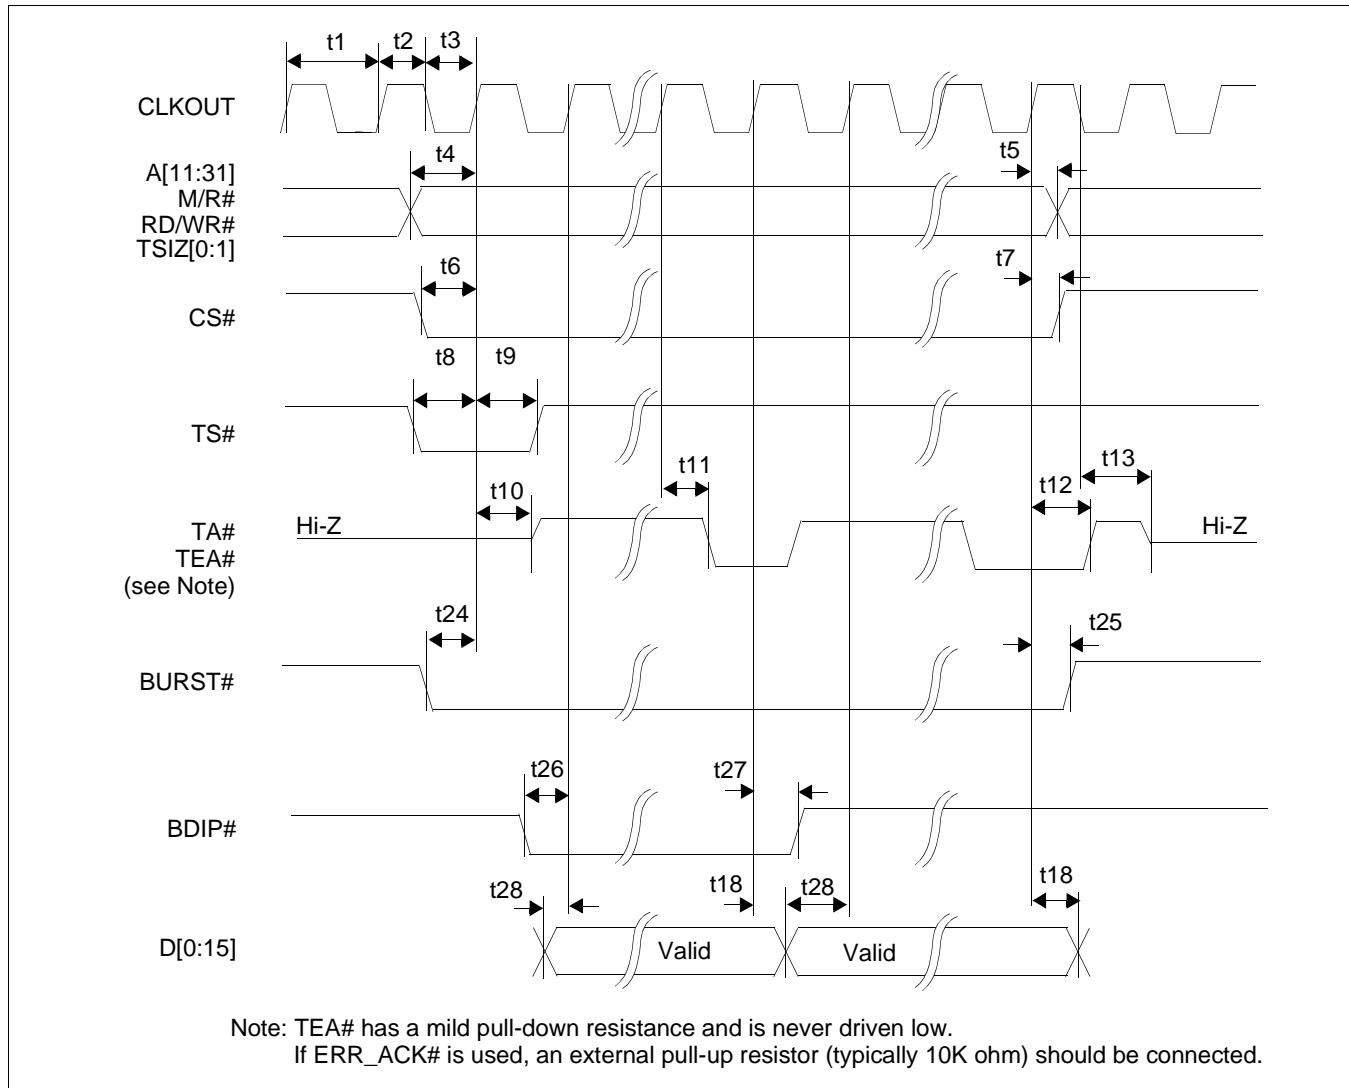 t1 t2 t3
CLKOUT
t4 t5
A[11:31]
M/R#
RD/WR#
TSIZ[0:1]
t6 t7
CS#
t8 t9
TS#
t10 t11 t12 t13
Hi-Z Hi-Z
TA#
TEA#
(see Note)
t24 t25
BURST#
t26 t27
BDIP#
t28 t18 t28 t18
D[0:15] Valid Valid
Note: TEA# has a mild pull-down resistance and is never driven low.
If ERR_ACK# is used, an external pull-up resistor (typically 10K ohm) should be connected.